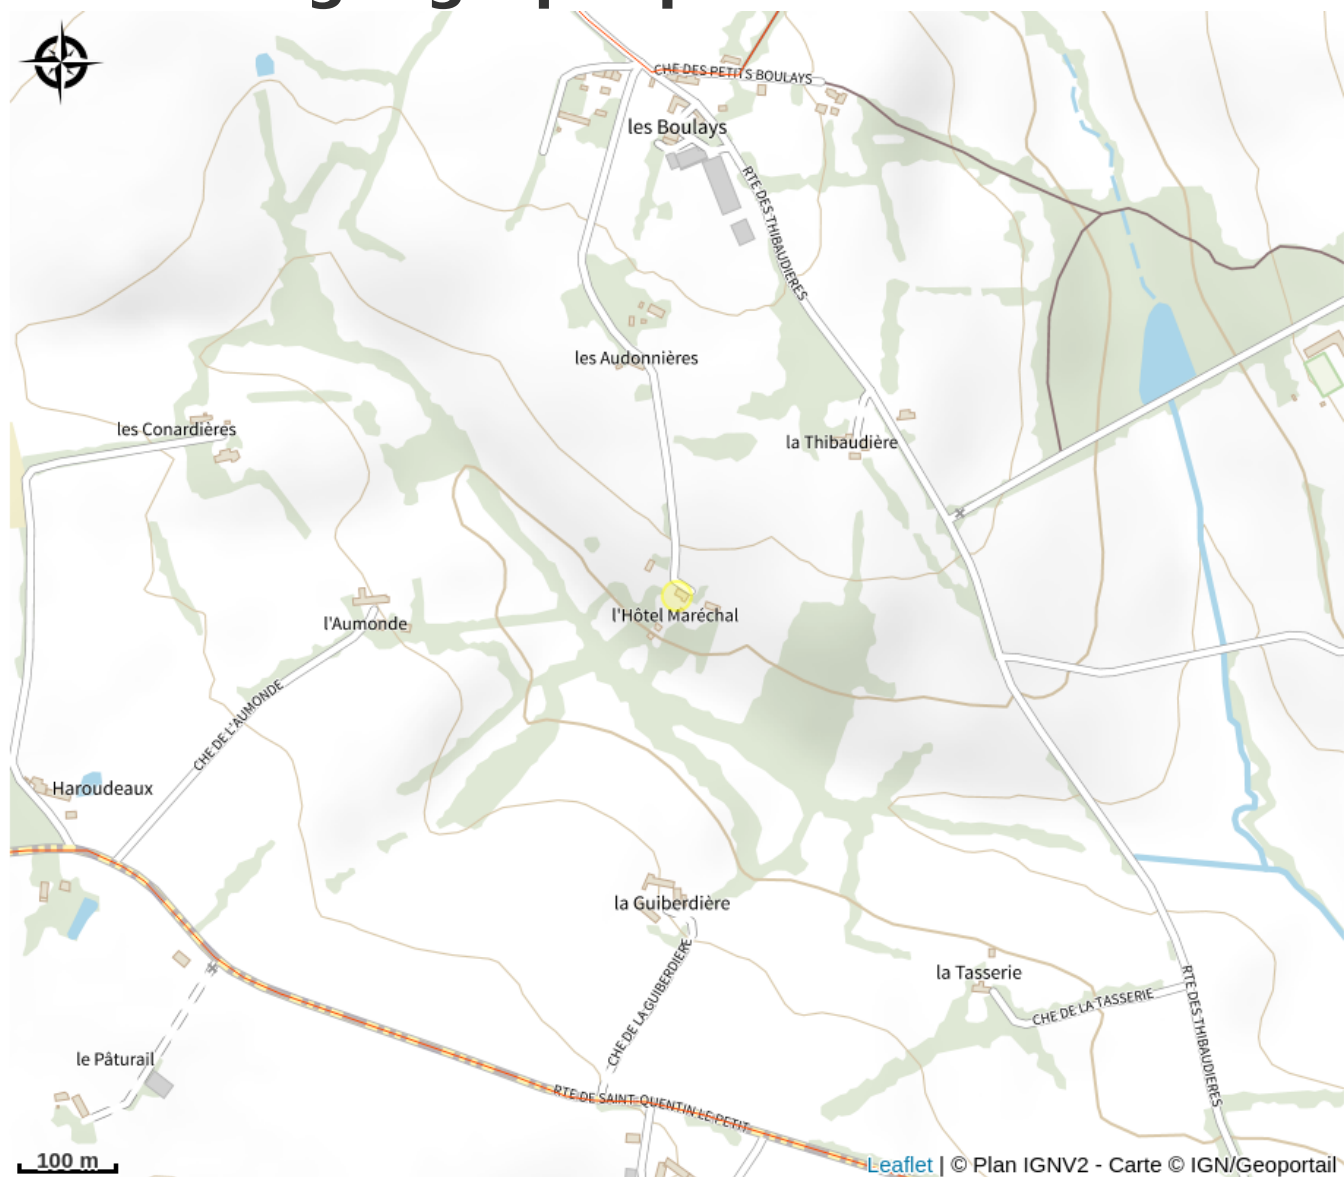 CHE DES PETITS BOULAYS
les Boulays
RTE DES THIBAUDIERES
les Audonnières
les Conardières
la Thibaudière
l'Hôtel Maréchal
l'Aumonde
CHE DE L'AUMONDE
Haroudeaux
la Guiberdière
CHE DE LA GUIBERDIERE
la Tasserie
CHE DE LA TASSERIE
RTE DES THIBAUDIERES
le Pâturail
RTE DE SAINT-QUENTIN LE PETIT
100 m
Leaflet | © Plan IGNV2 - Carte © IGN/Geoportail